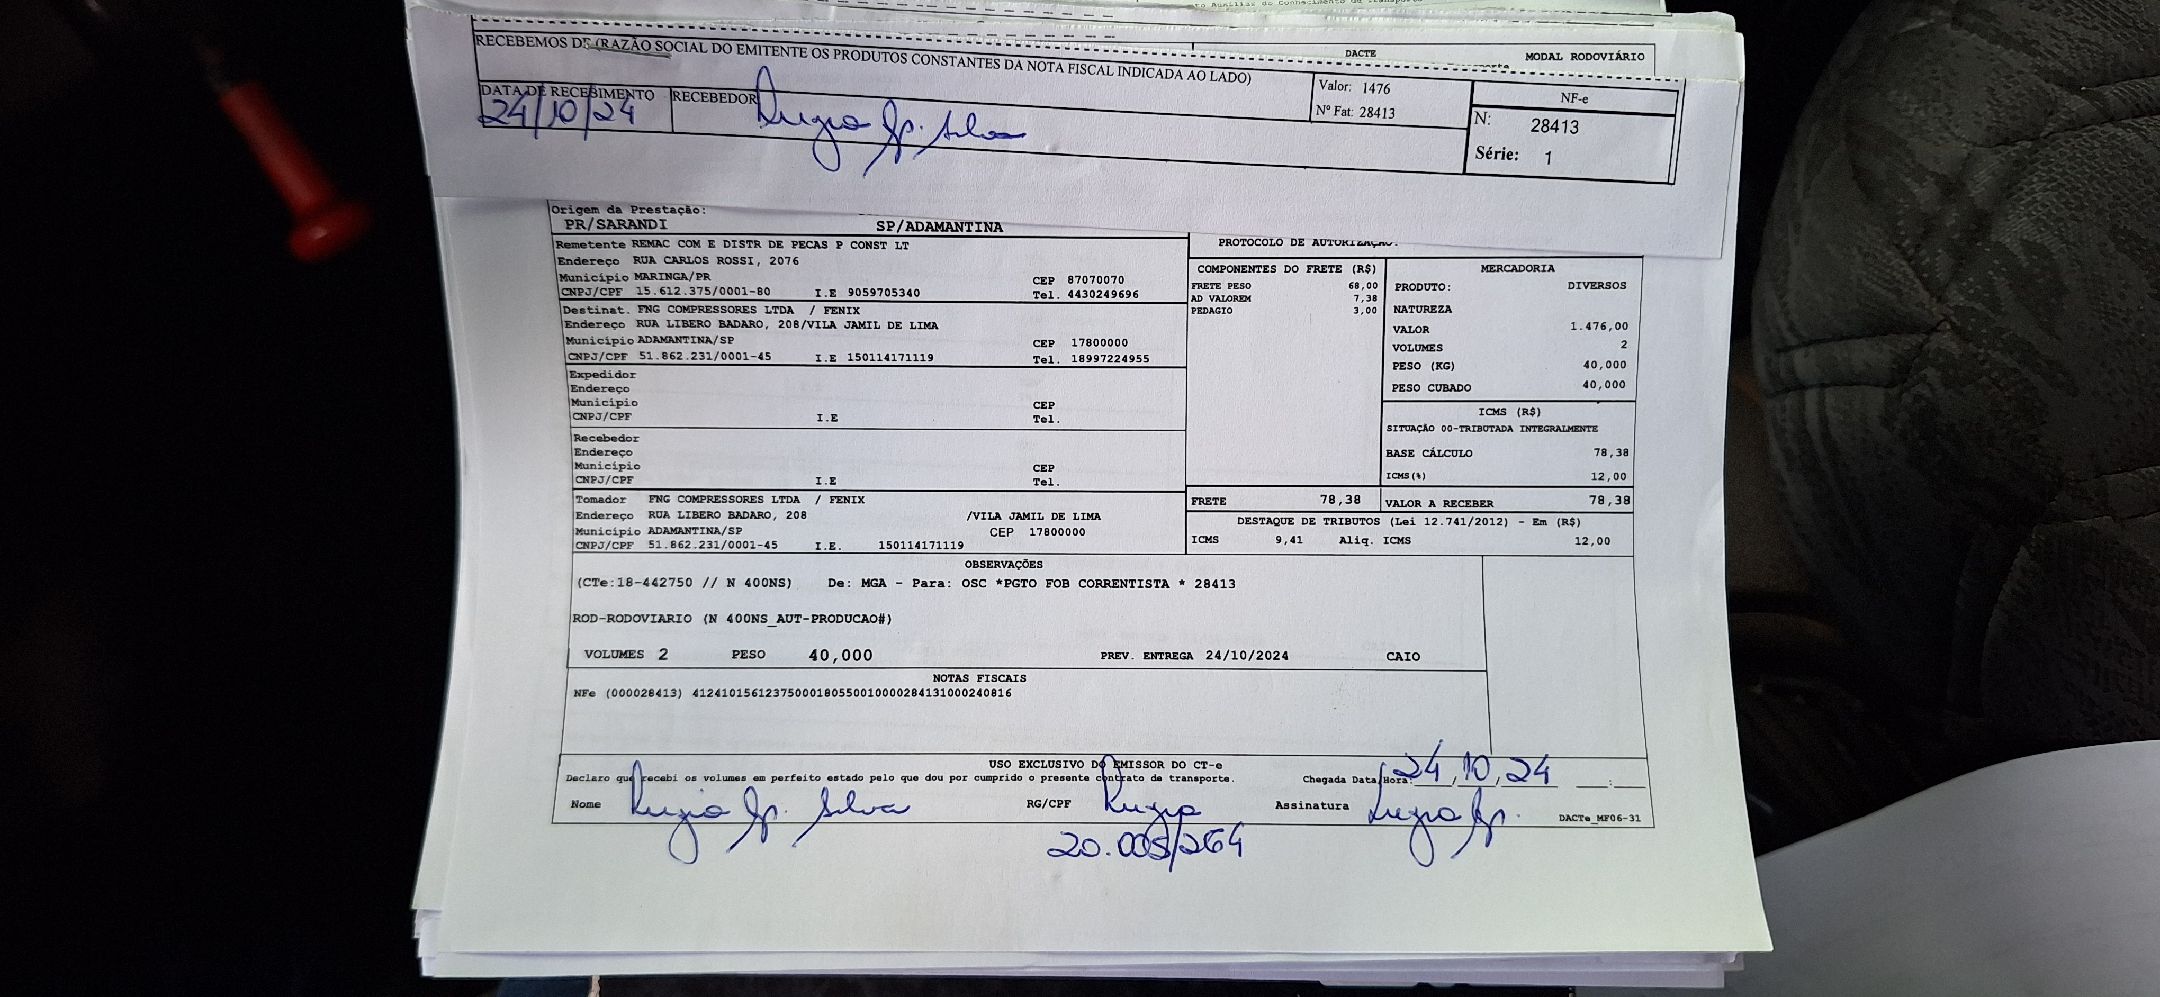 DACTE
MODAL RODOVIÁRIO
RECEBEMOS DE (RAZÃO SOCIAL DO EMITENTE OS PRODUTOS CONSTANTES DA NOTA FISCAL INDICADA AO LADO)
DATA DE RECEBIMENTO RECEBEDOR
24/10/24
Silva
Valor: 1476
Nº Fat: 28413
NF-e
N: 28413
Série: 1
Origem da Prestação:
PR/SARANDI SP/ADAMANTINA
PROTOCOLO DE AUTORIZAÇÃO:
Remetente REMAC COM E DISTR DE PECAS P CONST LT
Endereço RUA CARLOS ROSSI, 2076
Município MARINGA/PR CEP 87070070
CNPJ/CPF 15.612.375/0001-80 I.E 9059705340 Tel. 4430249696
Destinat. FNG COMPRESSORES LTDA / FENIX
Endereço RUA LIBERO BADARO, 208/VILA JAMIL DE LIMA
Município ADAMANTINA/SP CEP 17800000
CNPJ/CPF 51.862.231/0001-45 I.E 150114171119 Tel. 18997224955
Expedidor
Endereço
Município CEP
CNPJ/CPF I.E Tel.
Recebedor
Endereço
Município CEP
CNPJ/CPF I.E Tel.
Tomador FNG COMPRESSORES LTDA / FENIX
Endereço RUA LIBERO BADARO, 208 /VILA JAMIL DE LIMA
Município ADAMANTINA/SP CEP 17800000
CNPJ/CPF 51.862.231/0001-45 I.E. 150114171119
COMPONENTES DO FRETE (R$)
FRETE PESO 68,00
AD VALOREM 7,38
PEDAGIO 3,00
MERCADORIA
PRODUTO: DIVERSOS
NATUREZA
VALOR 1.476,00
VOLUMES 2
PESO (KG) 40,000
PESO CUBADO 40,000
ICMS (R$)
SITUAÇÃO 00-TRIBUTADA INTEGRALMENTE
BASE CÁLCULO 78,38
ICMS(%) 12,00
FRETE 78,38 VALOR A RECEBER 78,38
DESTAQUE DE TRIBUTOS (Lei 12.741/2012) - Em (R$)
ICMS 9,41 Aliq. ICMS 12,00
OBSERVAÇÕES
(CTe:18-442750 // N 400NS) De: MGA - Para: OSC *PGTO FOB CORRENTISTA * 28413
ROD-RODOVIARIO (N 400NS_AUT-PRODUCAO#)
VOLUMES 2 PESO 40,000 PREV. ENTREGA 24/10/2024 CAIO
NOTAS FISCAIS
NFe (000028413) 41241015612375000180550010000284131000240816
USO EXCLUSIVO DO EMISSOR DO CT-e
Declaro que recebi os volumes em perfeito estado pelo que dou por cumprido o presente contrato de transporte. Chegada Data/Hora: 24/10/24 __:__
Nome Silva RG/CPF Assinatura
20.005/264
DACTe_MF06-31